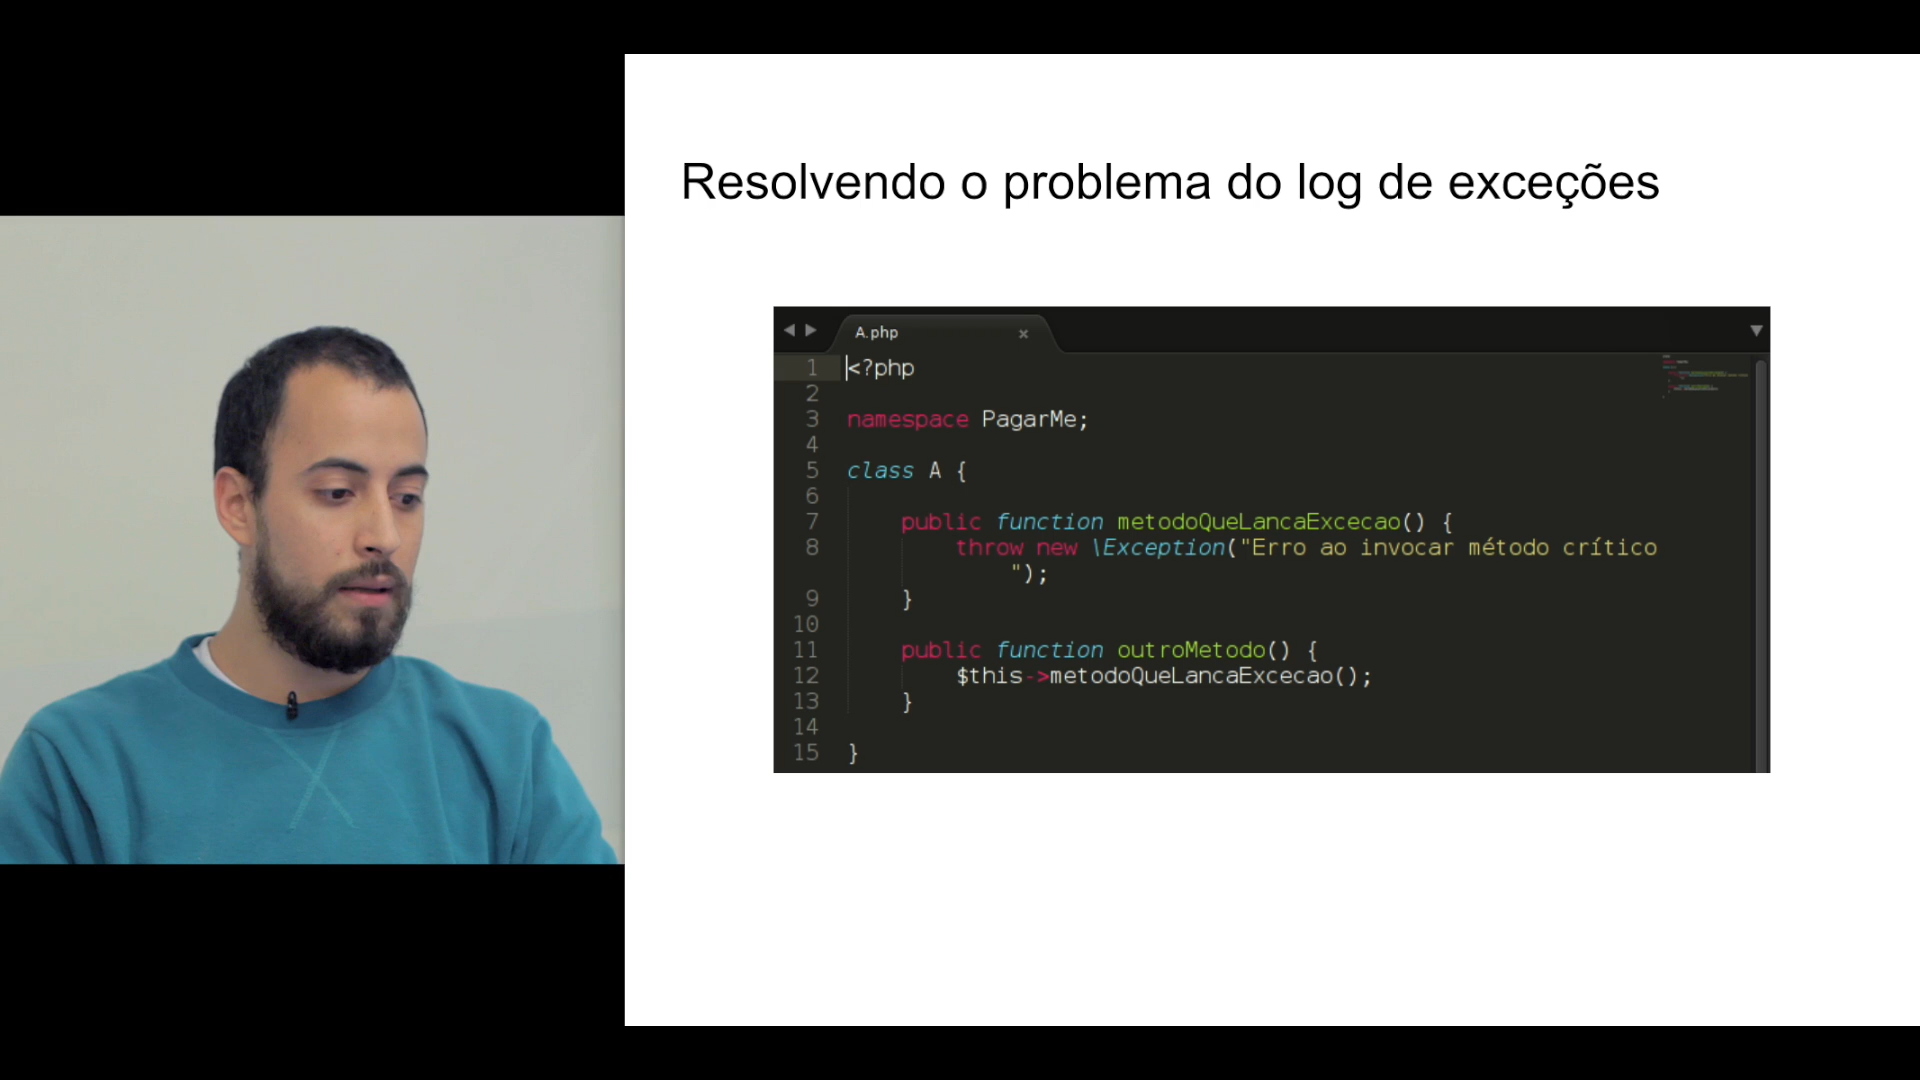 Resolvendo o problema do log de exceções
A.php
1 <?php
2
3 namespace PagarMe;
4
5 class A {
6
7 public function metodoQueLancaExcecao() {
8 throw new \Exception("Erro ao invocar método crítico
");
9 }
10
11 public function outroMetodo() {
12 $this->metodoQueLancaExcecao();
13 }
14
15 }